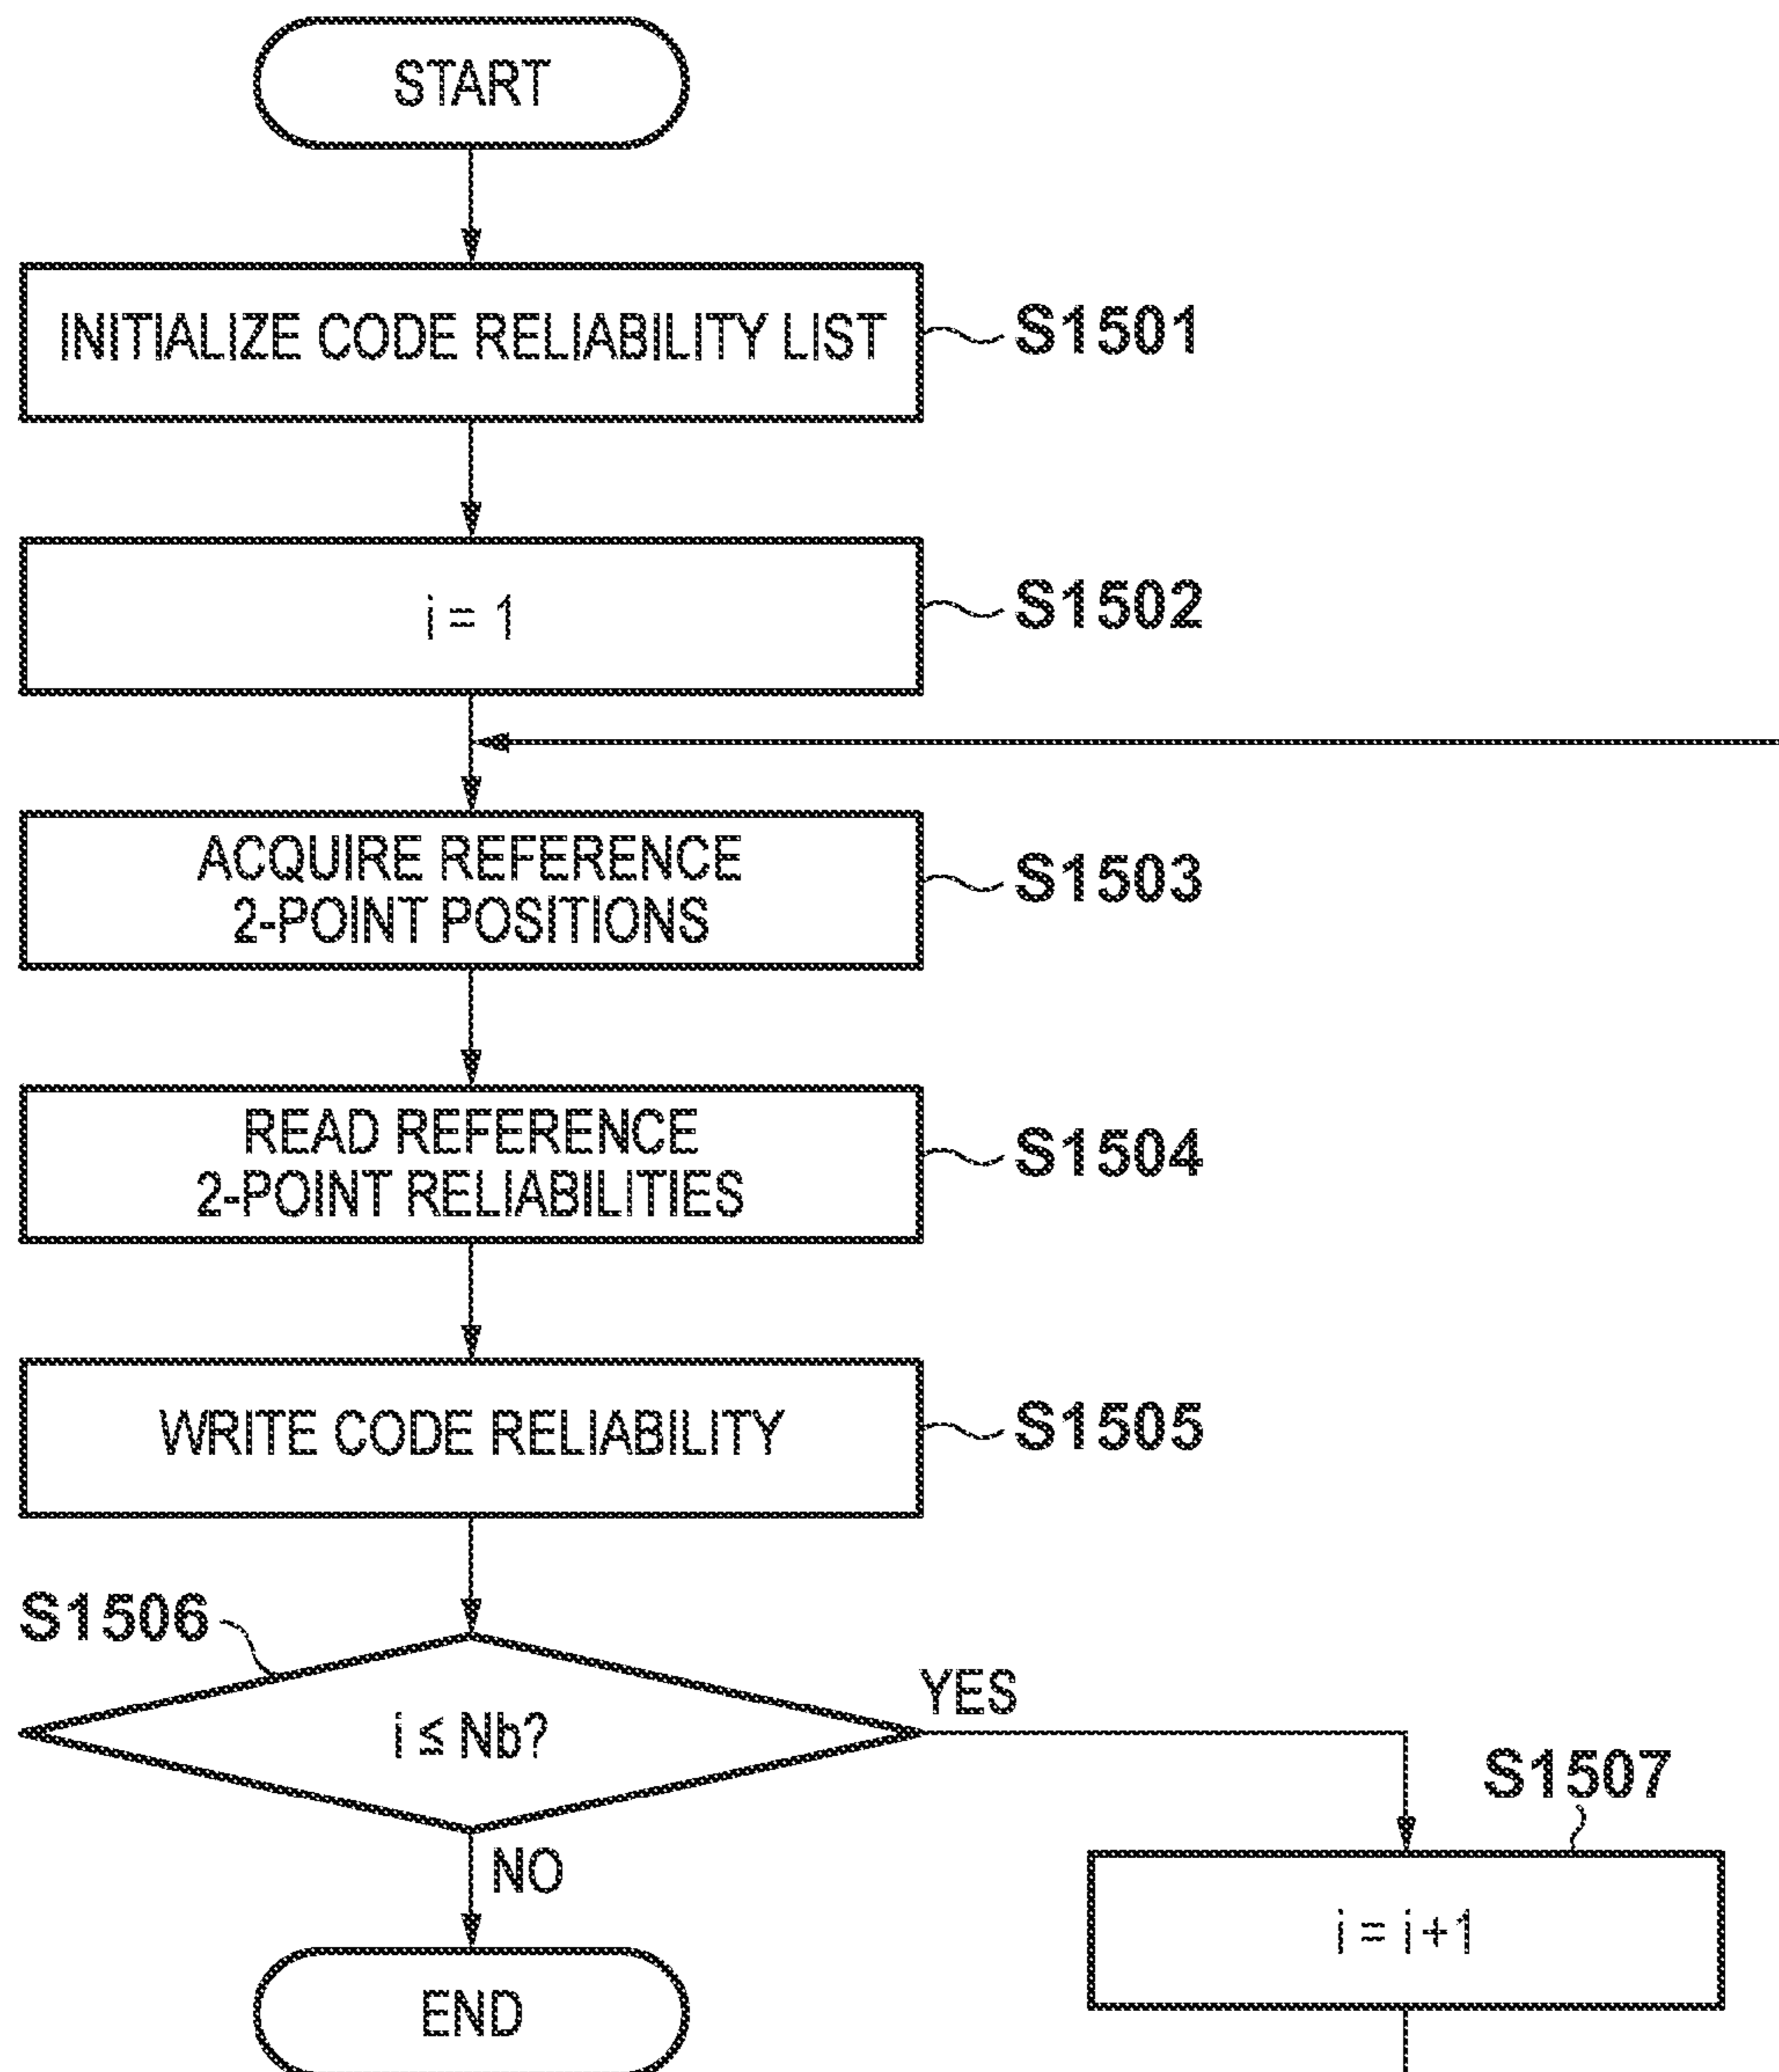 START
INITIALIZE CODE RELIABILITY LIST
S1501
i = 1
S1502
ACQUIRE REFERENCE
2-POINT POSITIONS
S1503
READ REFERENCE
2-POINT RELIABILITIES
S1504
WRITE CODE RELIABILITY
S1505
S1506
i ≤ Nb?
YES
NO
S1507
i = i + 1
END